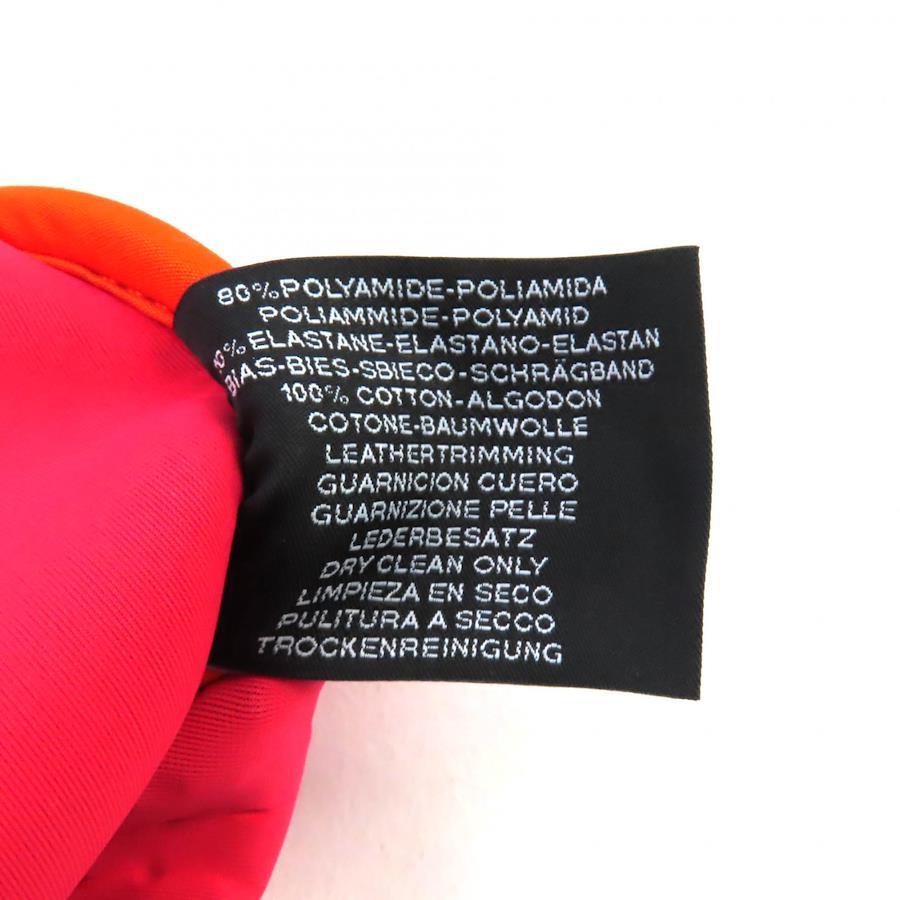 80% POLYAMIDE-POLIAMIDA
POLIAMMIDE-POLYAMID
ELASTANE-ELASTANO-ELASTAN
BIAS-BIES-SBIECO-SCHRÄGBAND
100% COTTON-ALGODON
COTONE-BAUMWOLLE
LEATHERTRIMMING
GUARNICION CUERO
GUARNIZIONE PELLE
LEDERBESATZ
DRY CLEAN ONLY
LIMPIEZA EN SECO
PULITURA A SECCO
TROCKENREINIGUNG